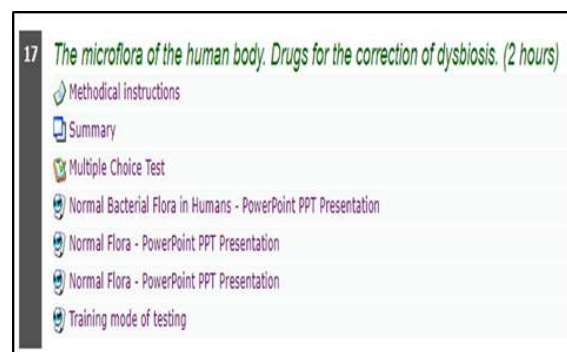 17 The microflora of the human body. Drugs for the correction of dysbiosis. (2 hours)
Methodical instructions
Summary
Multiple Choice Test
Normal Bacterial Flora in Humans - PowerPoint PPT Presentation
Normal Flora - PowerPoint PPT Presentation
Normal Flora - PowerPoint PPT Presentation
Training mode of testing